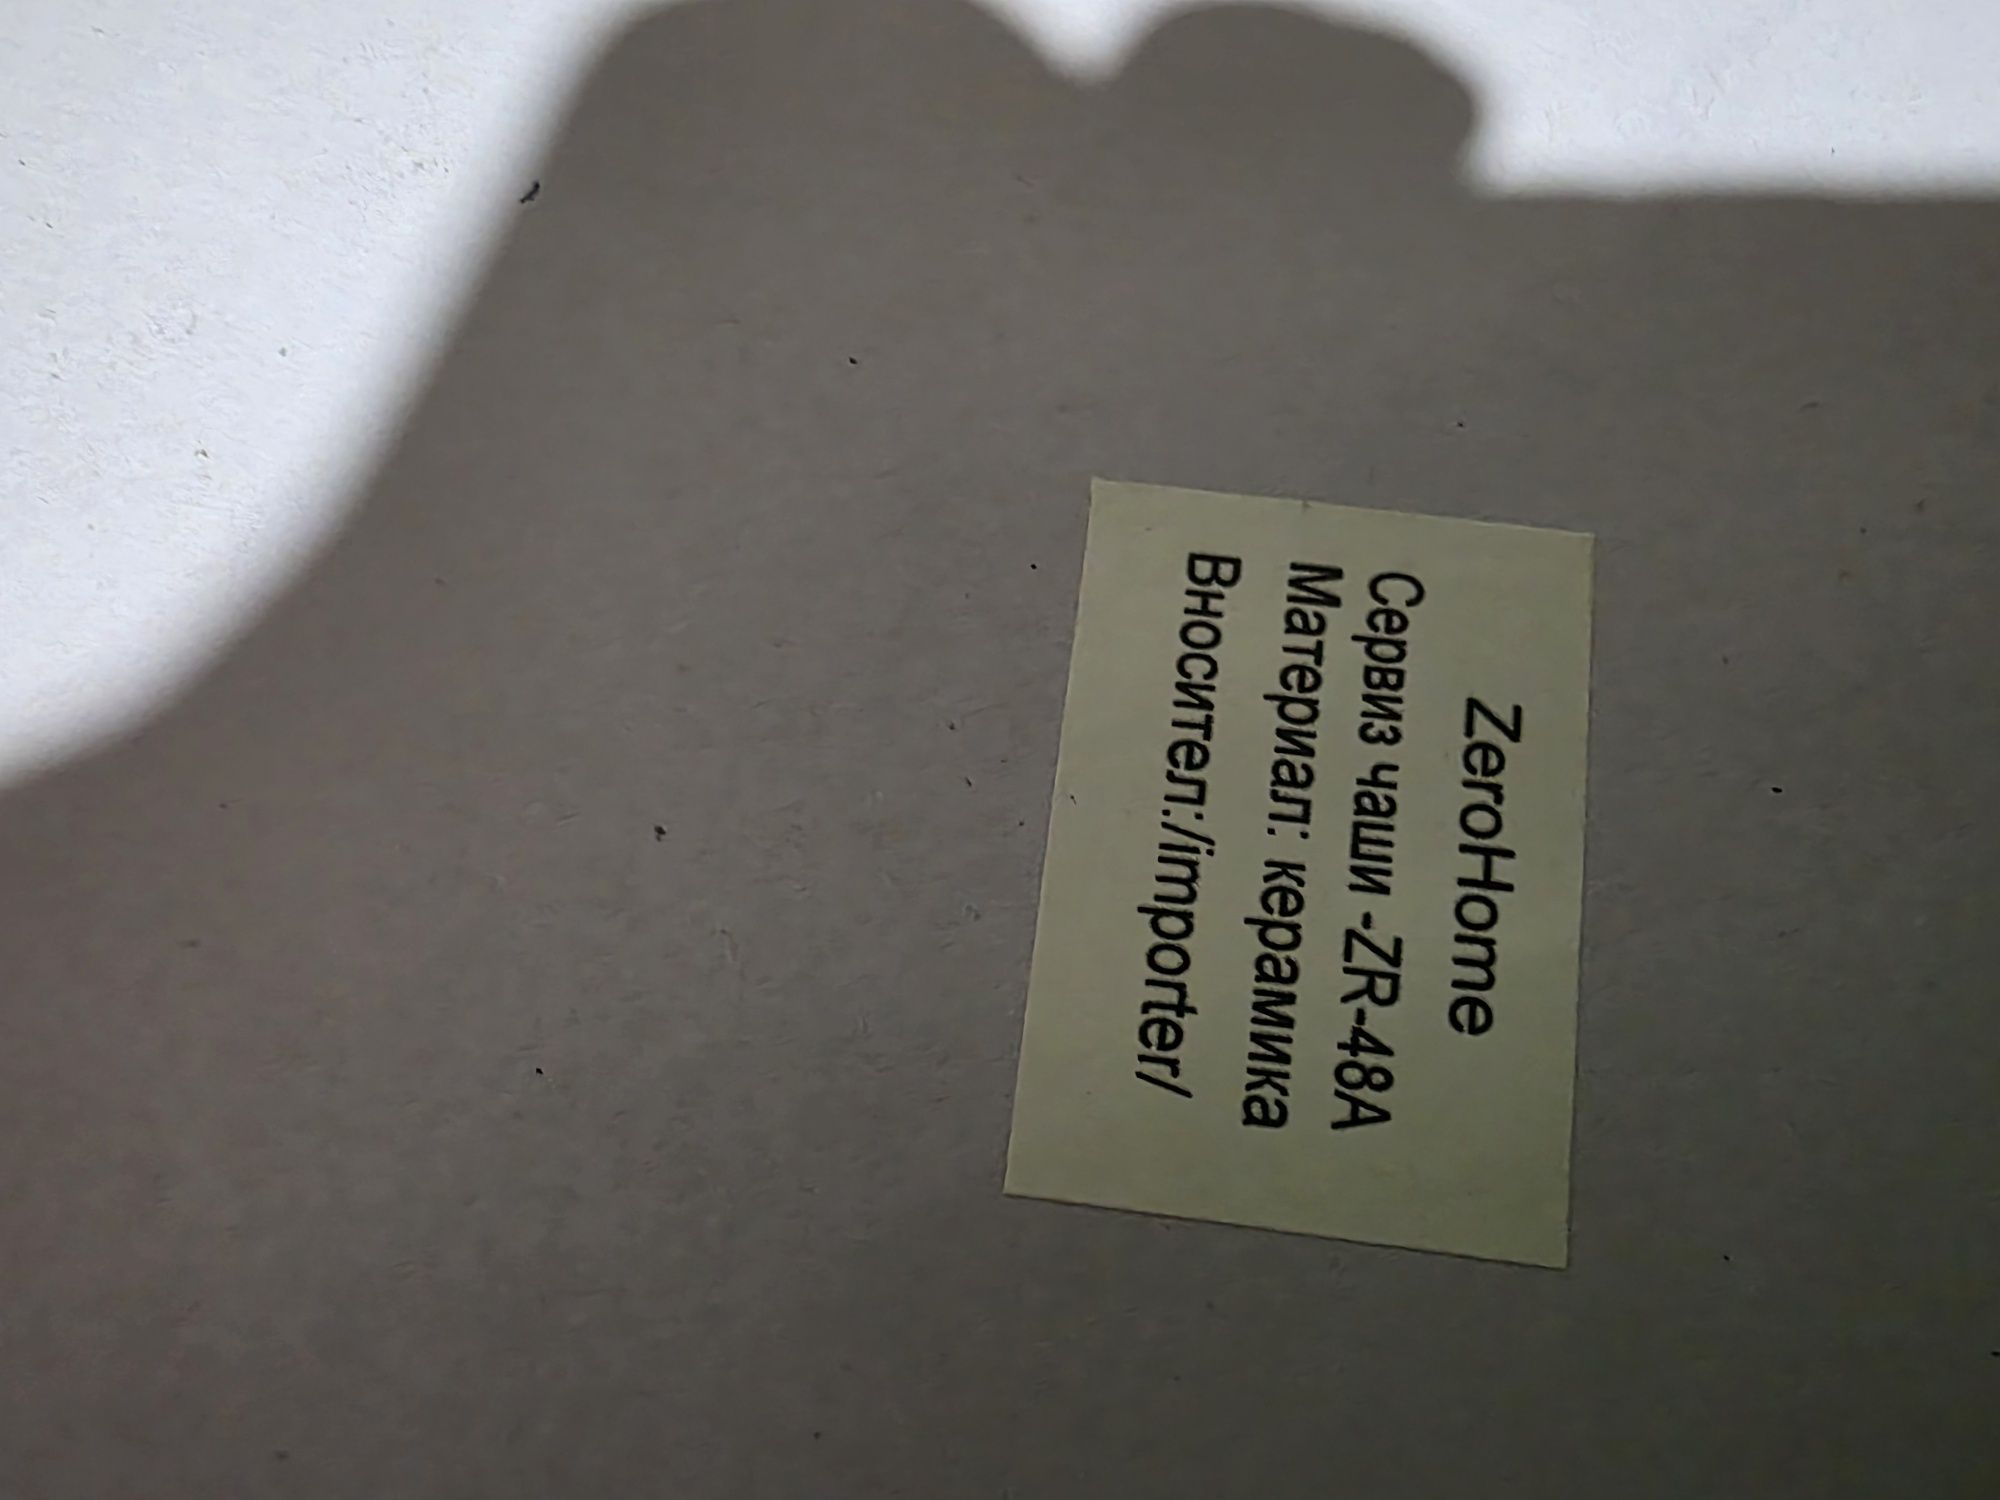 ZeroHome
Сервиз чаши -ZR-48A
Материал: керамика
Вносител:/importer/